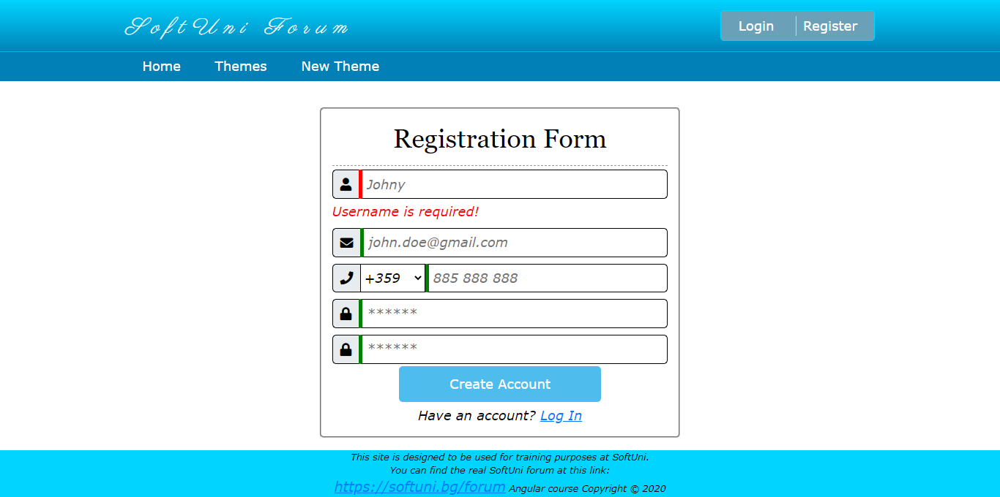 SoftUni Forum
Login Register
Home Themes New Theme
Registration Form
Johny
Username is required!
john.doe@gmail.com
+359 885 888 888
******
******
Create Account
Have an account? Log In
This site is designed to be used for training purposes at SoftUni.
You can find the real SoftUni forum at this link:
https://softuni.bg/forum Angular course Copyright © 2020